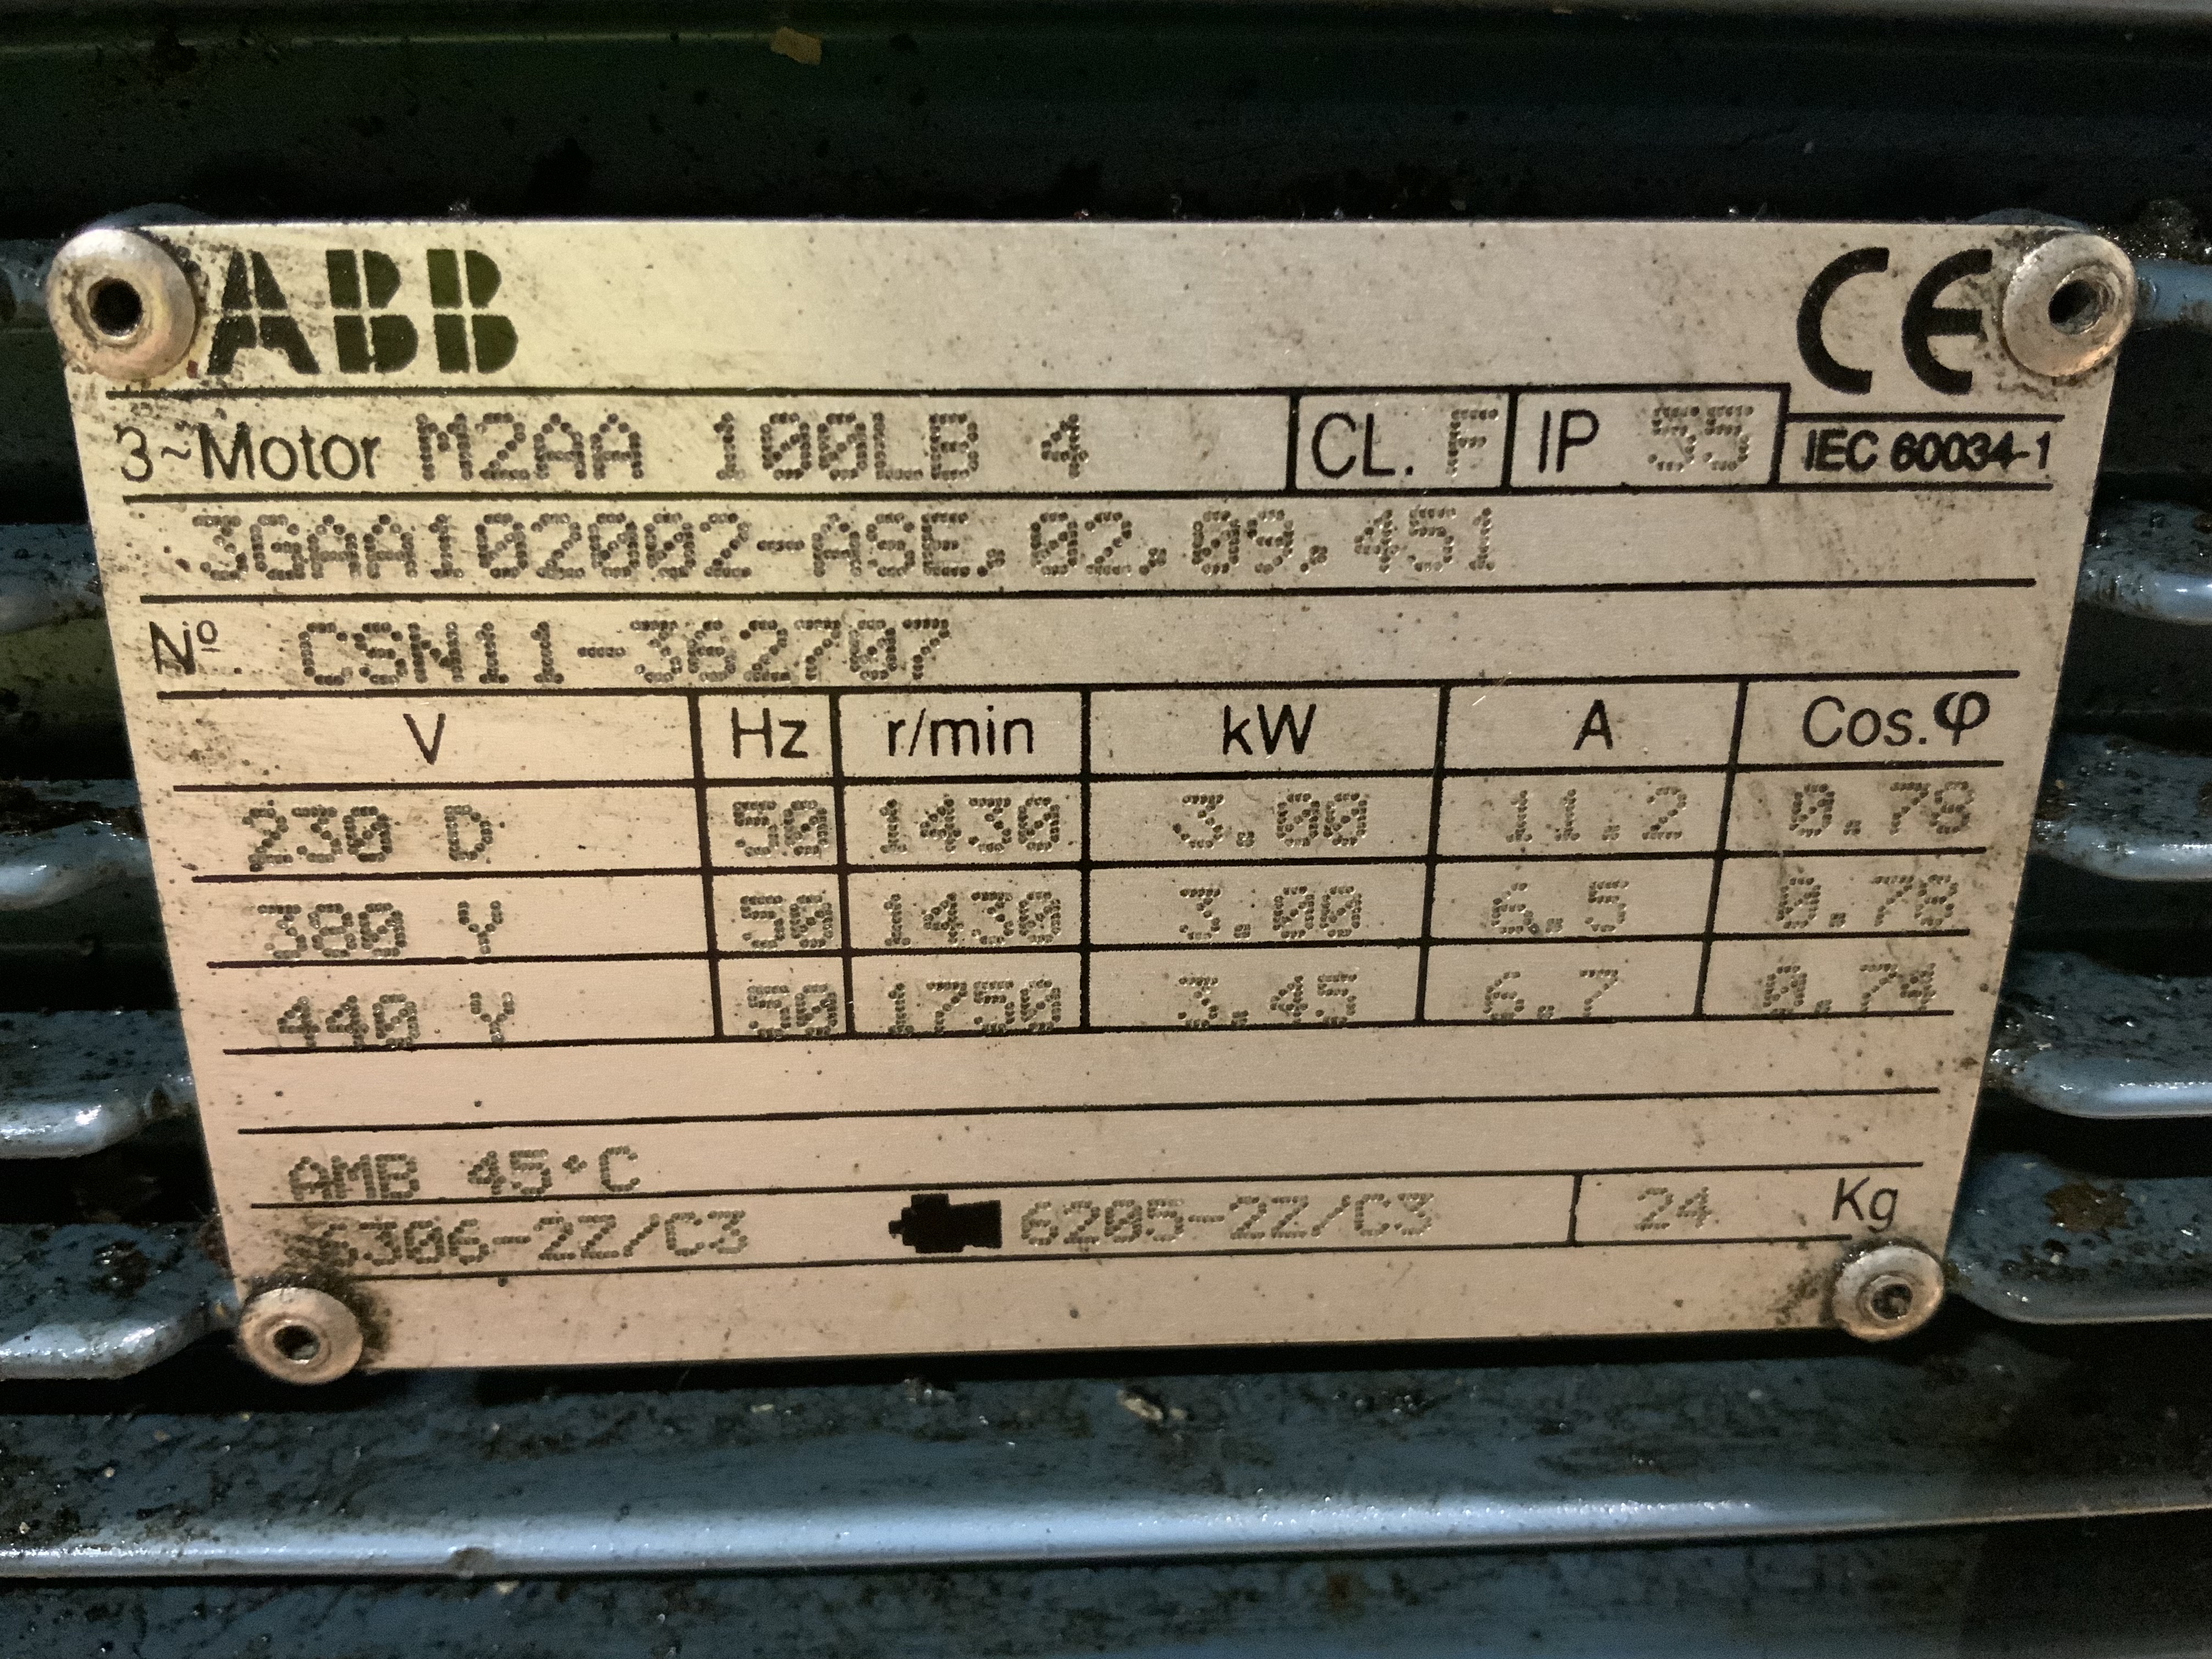 ABB CE
3~Motor M2AA 100LB 4 CL. F IP 55 IEC 60034-1
3GAA102002-ASE.02.09.451
Nº CSN11-362707
V Hz r/min kW A Cos.φ
230 D 50 1430 3.00 11.2 0.78
380 Y 50 1430 3.00 6.5 0.78
440 Y 50 1750 3.45 6.7 0.74
AMB 45°C
6306-2Z/C3 6205-2Z/C3 24 Kg